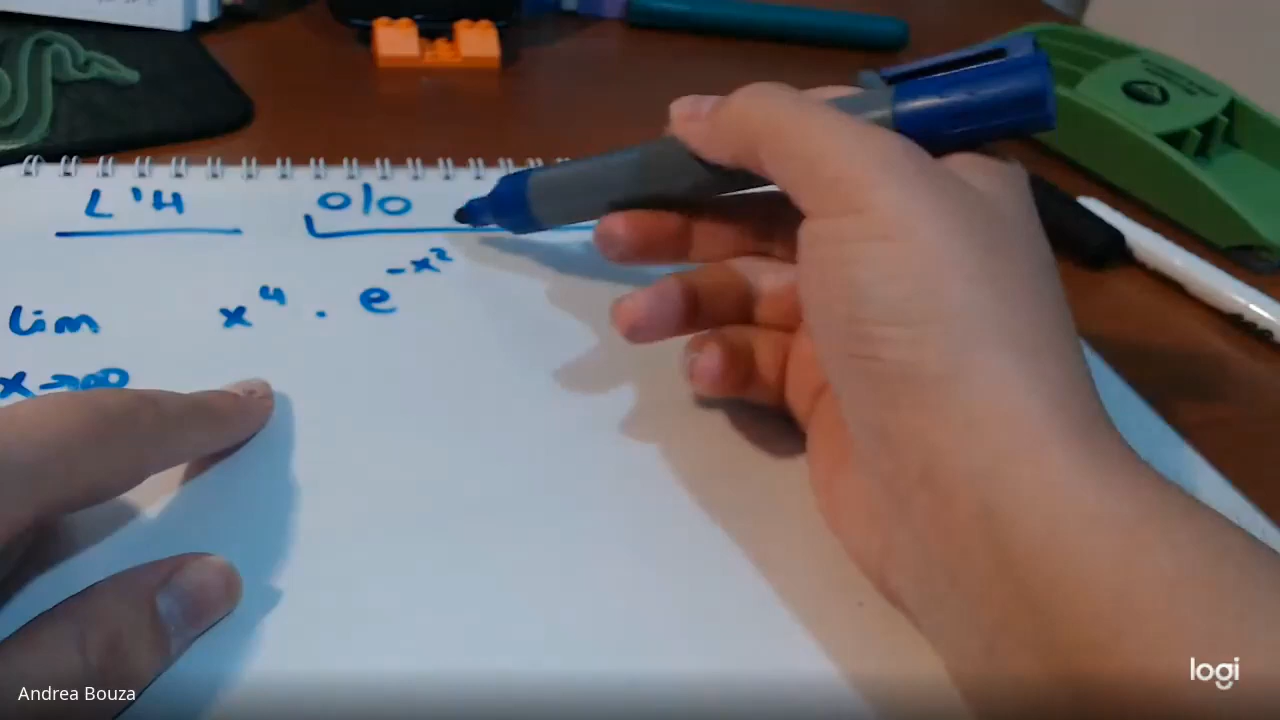 L'H 0/0
lim x⁴ · e^(-x²)
x→∞
logi
Andrea Bouza